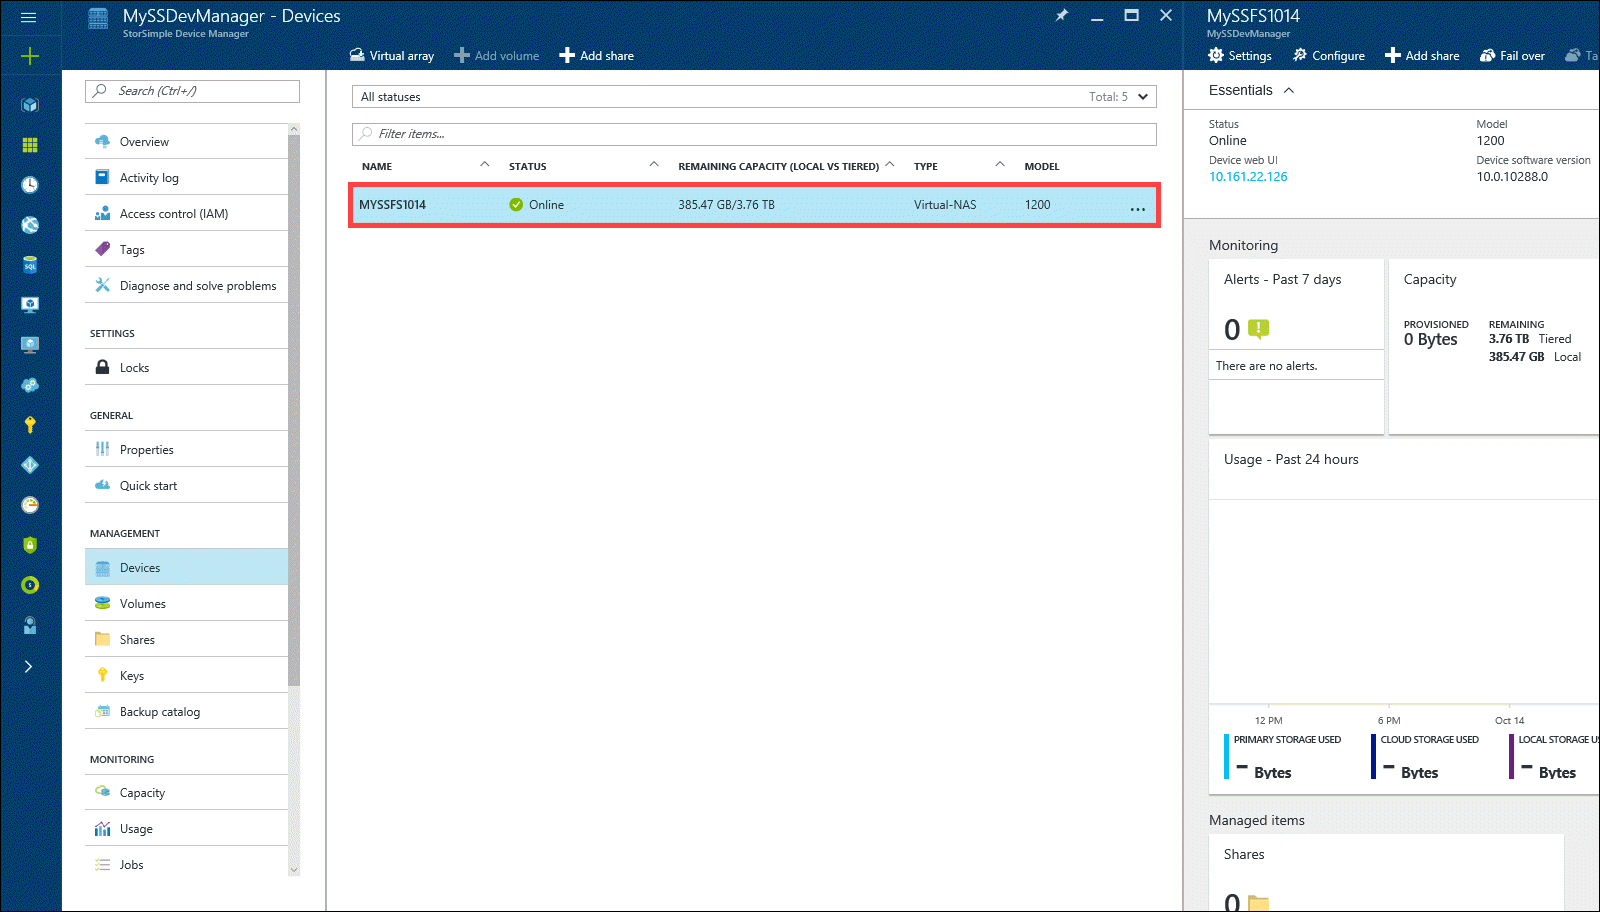 MySSDevManager - Devices
StorSimple Device Manager
Virtual array
Add volume
Add share
Search (Ctrl+/)
Overview
Activity log
Access control (IAM)
Tags
Diagnose and solve problems
SETTINGS
Locks
GENERAL
Properties
Quick start
MANAGEMENT
Devices
Volumes
Shares
Keys
Backup catalog
MONITORING
Capacity
Usage
Jobs
All statuses
Total: 5
Filter items...
NAME STATUS REMAINING CAPACITY (LOCAL VS TIERED) TYPE MODEL
MYSSFS1014 Online 385.47 GB/3.76 TB Virtual-NAS 1200 ...
MySSFS1014
MySSDevManager
Settings
Configure
Add share
Fail over
Ta
Essentials
Status
Online
Device web UI
10.161.22.126
Model
1200
Device software version
10.0.10288.0
Monitoring
Alerts - Past 7 days
0
There are no alerts.
Capacity
PROVISIONED
0 Bytes
REMAINING
3.76 TB Tiered
385.47 GB Local
Usage - Past 24 hours
12 PM 6 PM Oct 14
PRIMARY STORAGE USED
-- Bytes
CLOUD STORAGE USED
-- Bytes
LOCAL STORAGE US
-- Bytes
Managed items
Shares
0
SQL